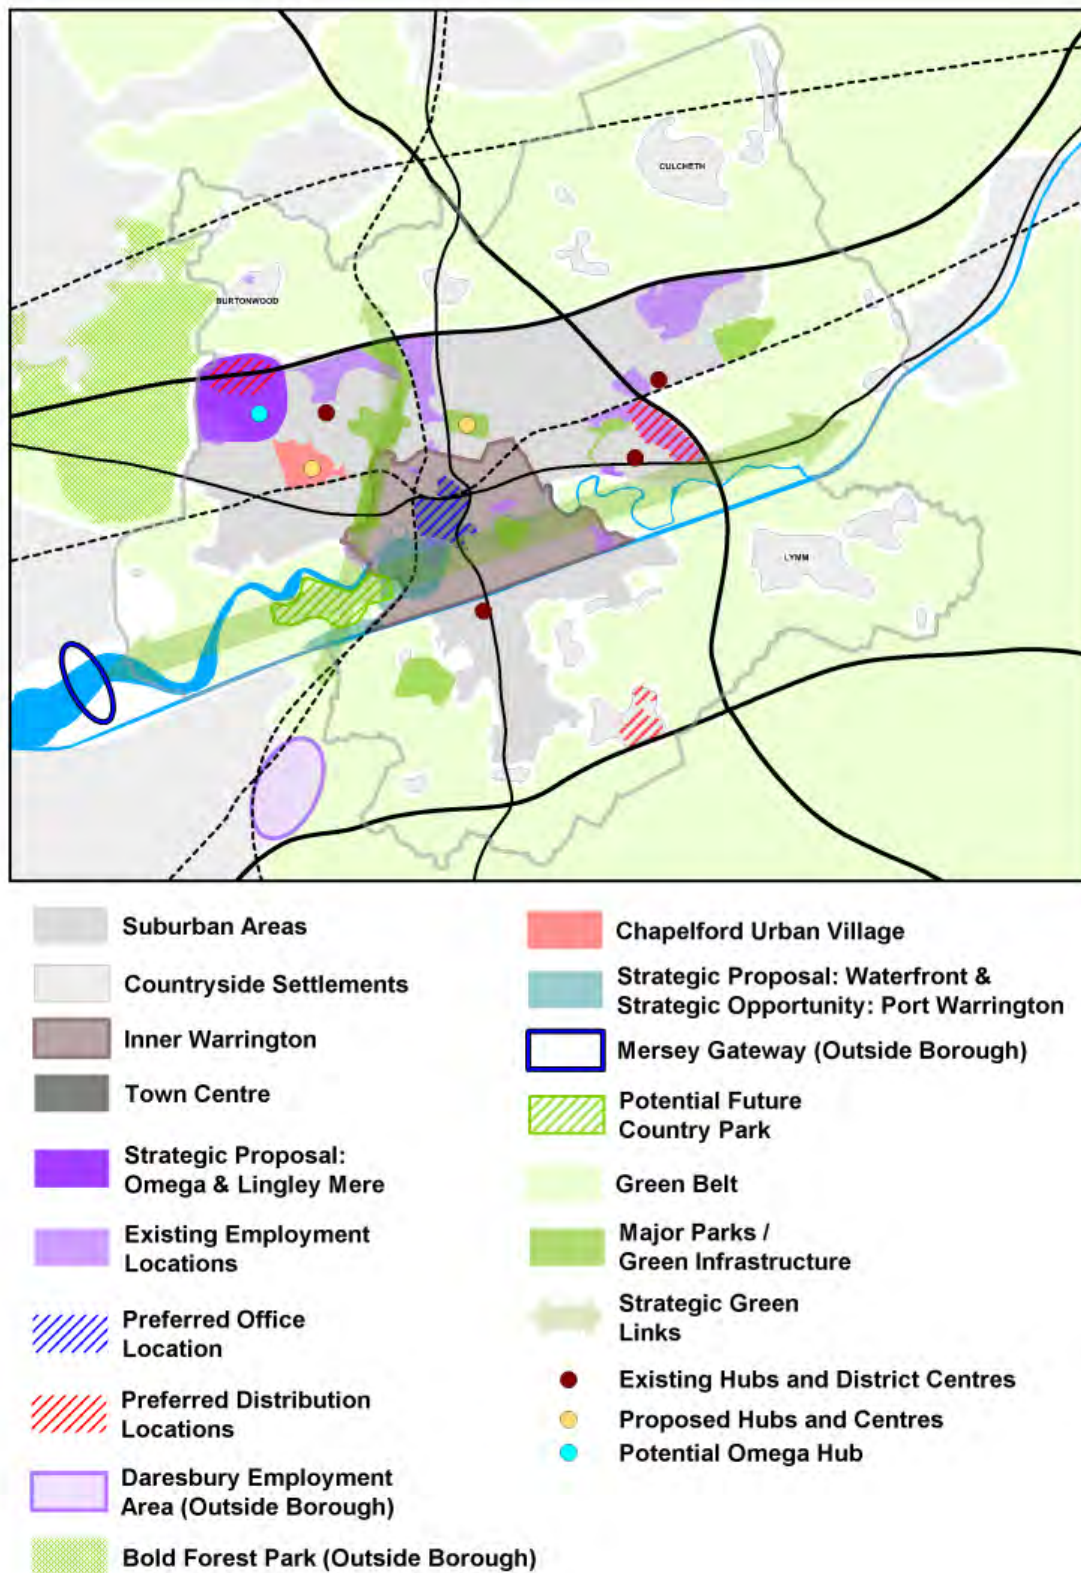 CULCHETH
BURTONWOOD
LYMM
Suburban Areas
Countryside Settlements
Inner Warrington
Town Centre
Strategic Proposal:
Omega & Lingley Mere
Existing Employment
Locations
Preferred Office
Location
Preferred Distribution
Locations
Daresbury Employment
Area (Outside Borough)
Bold Forest Park (Outside Borough)
Chapelford Urban Village
Strategic Proposal: Waterfront &
Strategic Opportunity: Port Warrington
Mersey Gateway (Outside Borough)
Potential Future
Country Park
Green Belt
Major Parks /
Green Infrastructure
Strategic Green
Links
Existing Hubs and District Centres
Proposed Hubs and Centres
Potential Omega Hub